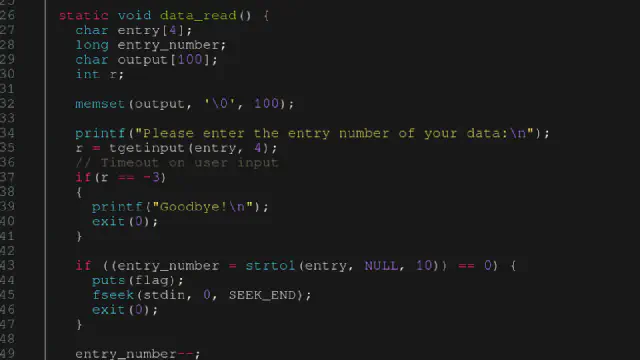 26 static void data_read() {
27 char entry[4];
28 long entry_number;
29 char output[100];
30 int r;
31
32 memset(output, '\0', 100);
33
34 printf("Please enter the entry number of your data:\n");
35 r = tgetinput(entry, 4);
36 // Timeout on user input
37 if(r == -3)
38 {
39 printf("Goodbye!\n");
40 exit(0);
41 }
42
43 if ((entry_number = strtol(entry, NULL, 10)) == 0) {
44 puts(flag);
45 fseek(stdin, 0, SEEK_END);
46 exit(0);
47 }
48
49 entry_number--;